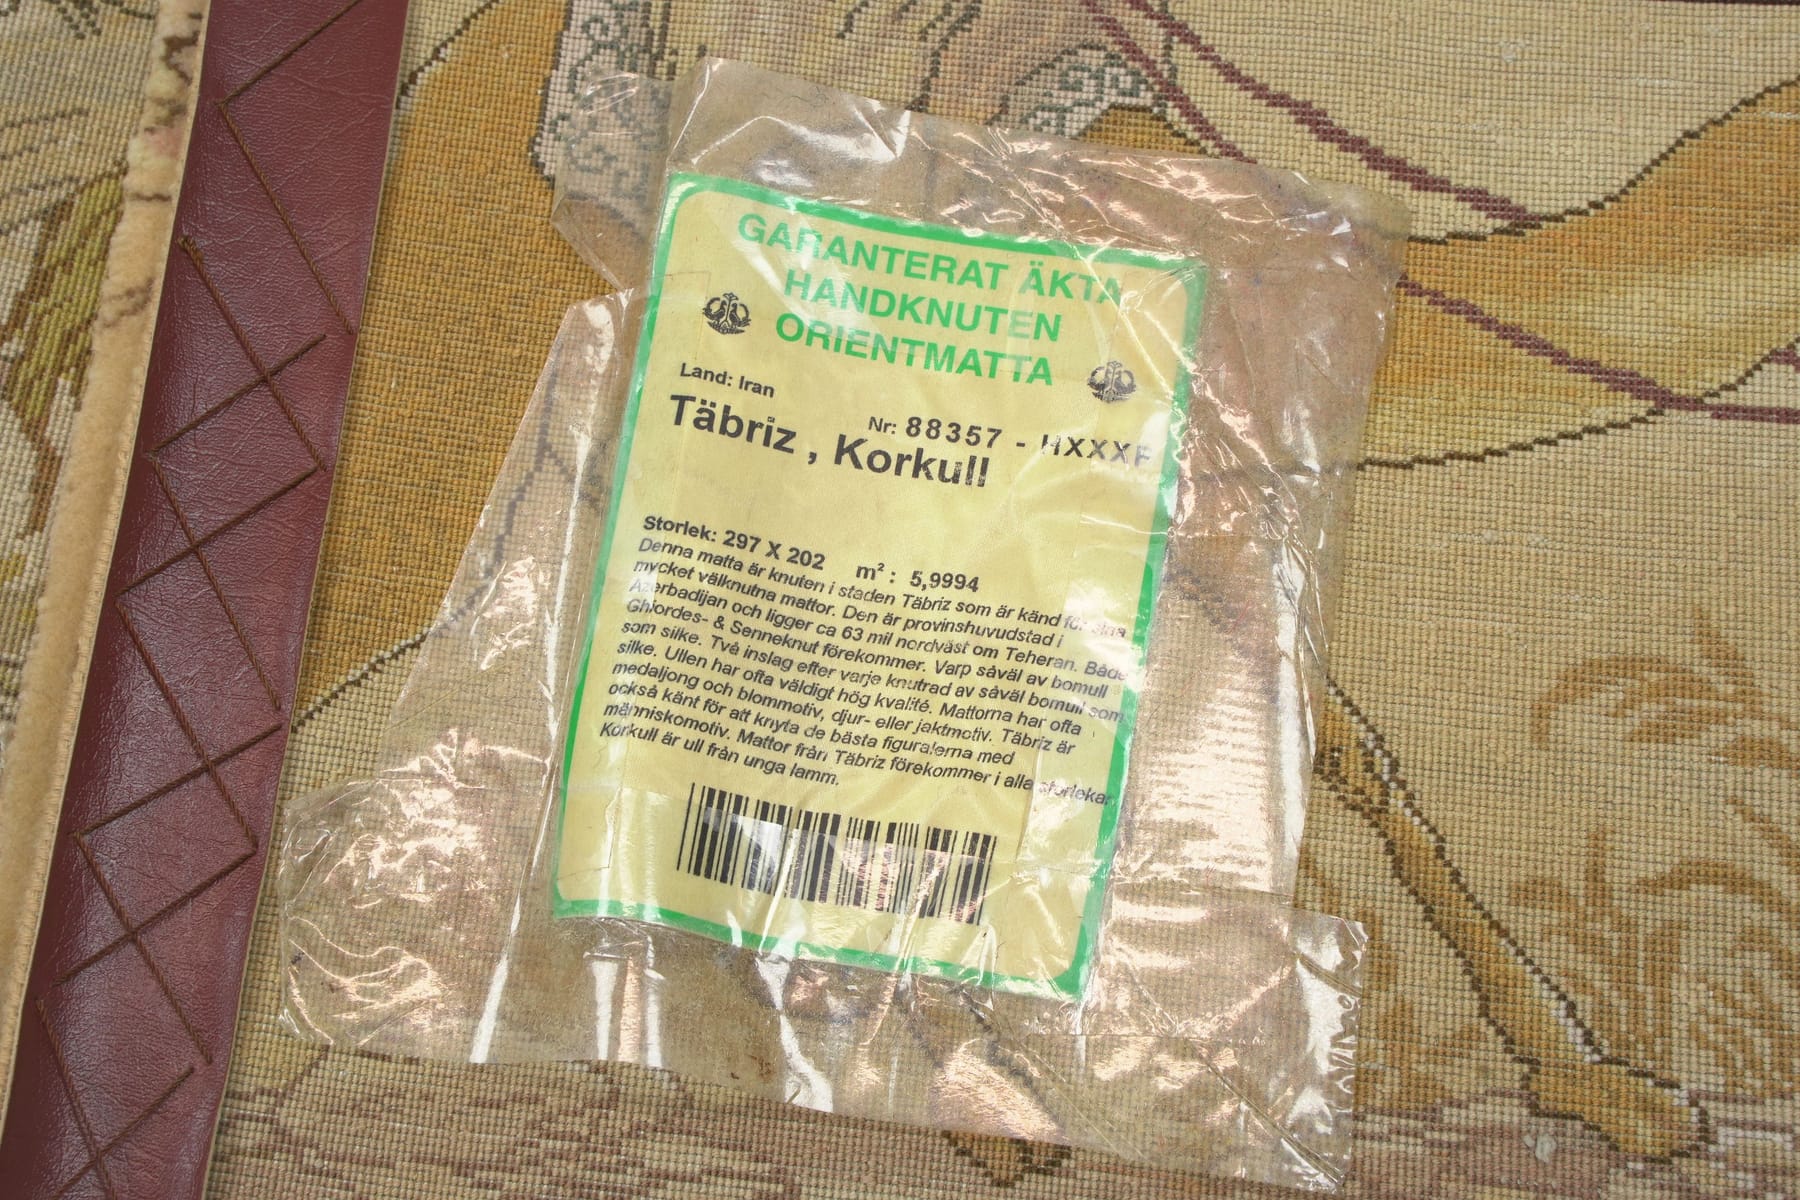 GARANTERAT ÄKTA
HANDKNUTEN
ORIENTMATTA
Land: Iran
Nr: 88357 - HXXXF
Täbriz , Korkull
Storlek: 297 X 202 m² : 5,9994
Denna matta är knuten i staden Täbriz som är känd för sina
mycket välknutna mattor. Den är provinshuvudstad i
Azerbadijan och ligger ca 63 mil nordväst om Teheran. Både
Ghiordes- & Senneknut förekommer. Varp såväl av bomull
som silke. Två inslag efter varje knutrad av såväl bomull som
silke. Ullen har ofta väldigt hög kvalité. Mattorna har ofta
medaljong och blommotiv, djur- eller jaktmotiv. Täbriz är
också känt för att knyta de bästa figuralerna med
människomotiv. Mattor från Täbriz förekommer i alla storlekar.
Korkull är ull från unga lamm.